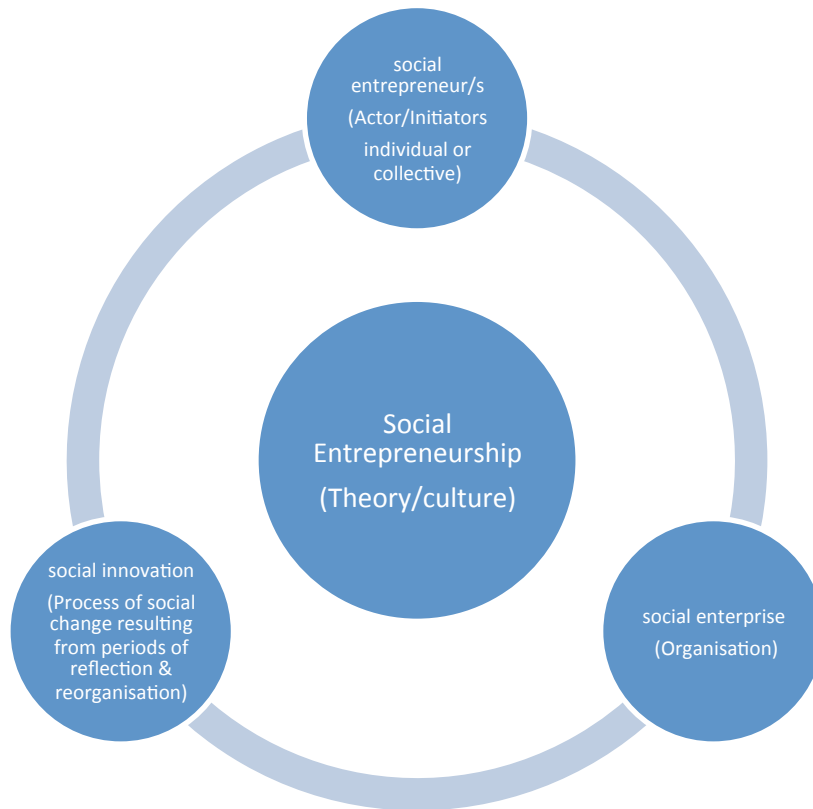 social
entrepreneur/s
(Actor/Initiators
individual or
collective)
Social
Entrepreneurship
(Theory/culture)
social innovation
(Process of social
change resulting
from periods of
reflection &
reorganisation)
social enterprise
(Organisation)